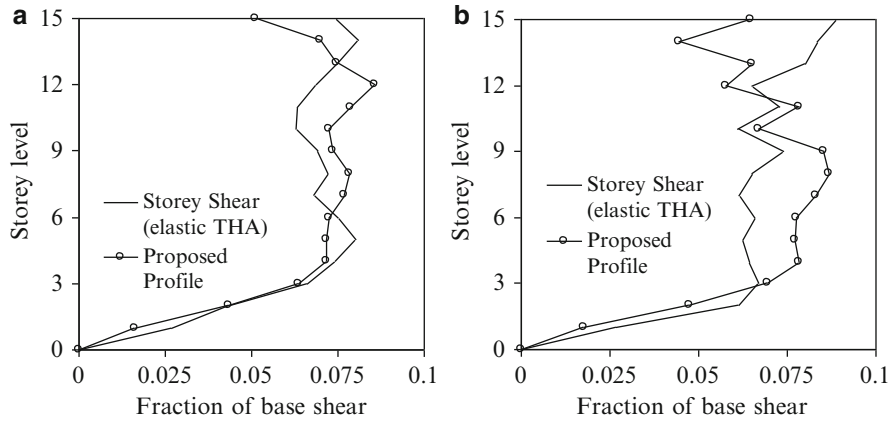 a
15
12
9
6
3
0
Storey level
Storey Shear
(elastic THA)
Proposed
Profile
0 0.025 0.05 0.075 0.1
Fraction of base shear
b
15
12
9
6
3
0
Storey level
Storey Shear
(elastic THA)
Proposed
Profile
0 0.025 0.05 0.075 0.1
Fraction of base shear